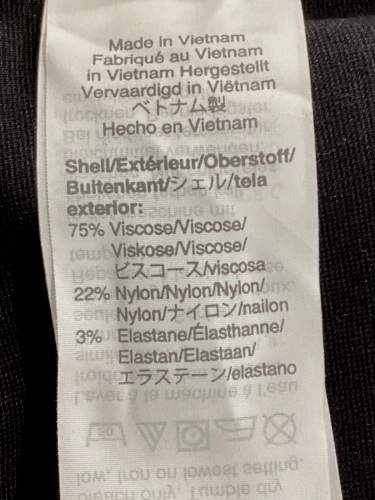 Made in Vietnam
Fabriqué au Vietnam
in Vietnam Hergestellt
Vervaardigd in Viëtnam
ベトナム製
Hecho en Vietnam
Shell/Extérieur/Oberstoff/
Buitenkant/シェル/tela
exterior:
75% Viscose/Viscose/
Viskose/Viscose/
ビスコース/viscosa
22% Nylon/Nylon/Nylon/
Nylon/ナイロン/nailon
3% Elastane/Élasthanne/
Elastan/Elastaan/
エラステーン/elastano